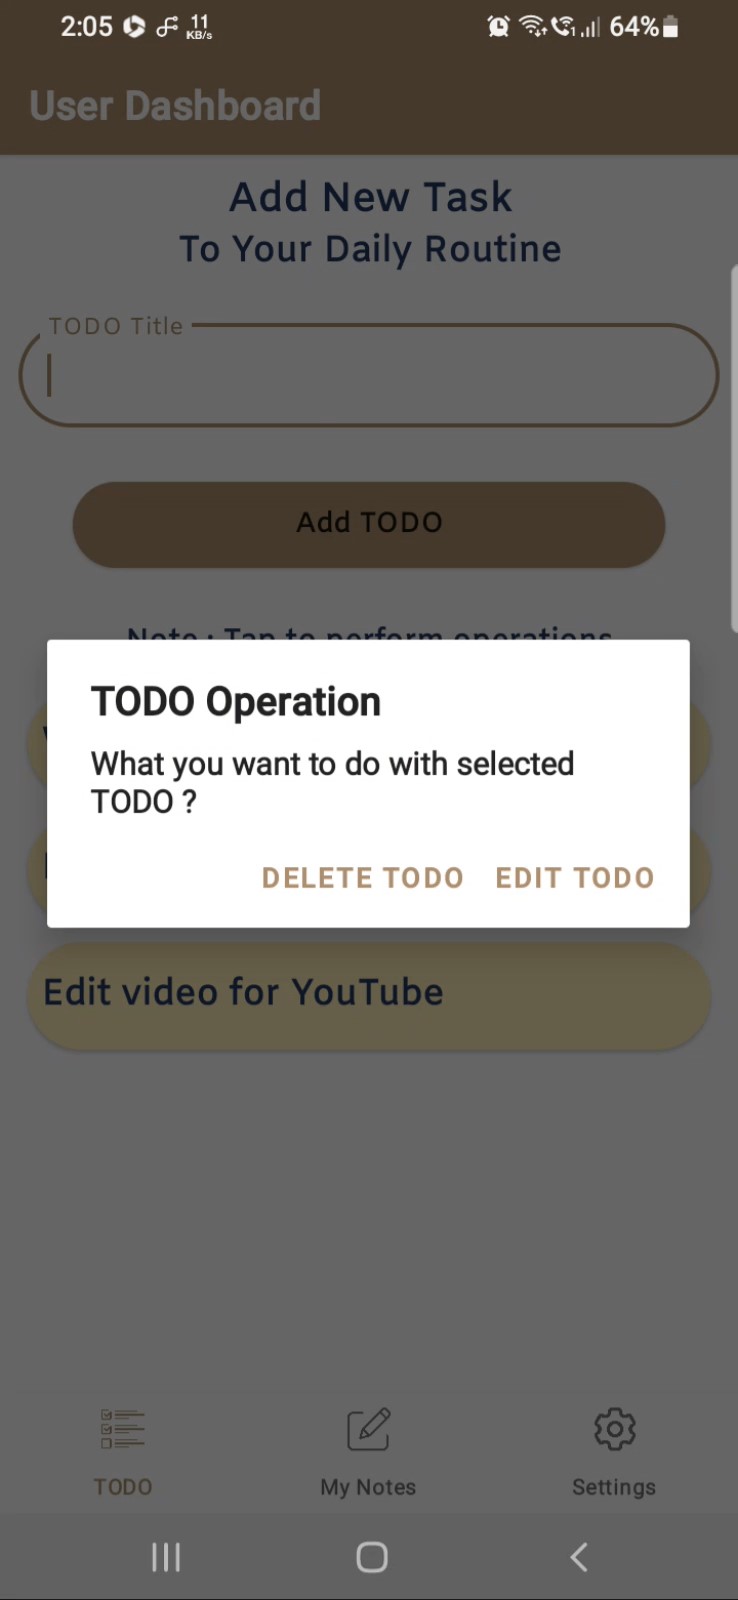 2:05 11 KB/s 1 64%
User Dashboard
Add New Task
To Your Daily Routine
TODO Title
Add TODO
Note : Tap to perform operations
TODO Operation
What you want to do with selected
TODO ?
DELETE TODO EDIT TODO
Edit video for YouTube
TODO My Notes Settings